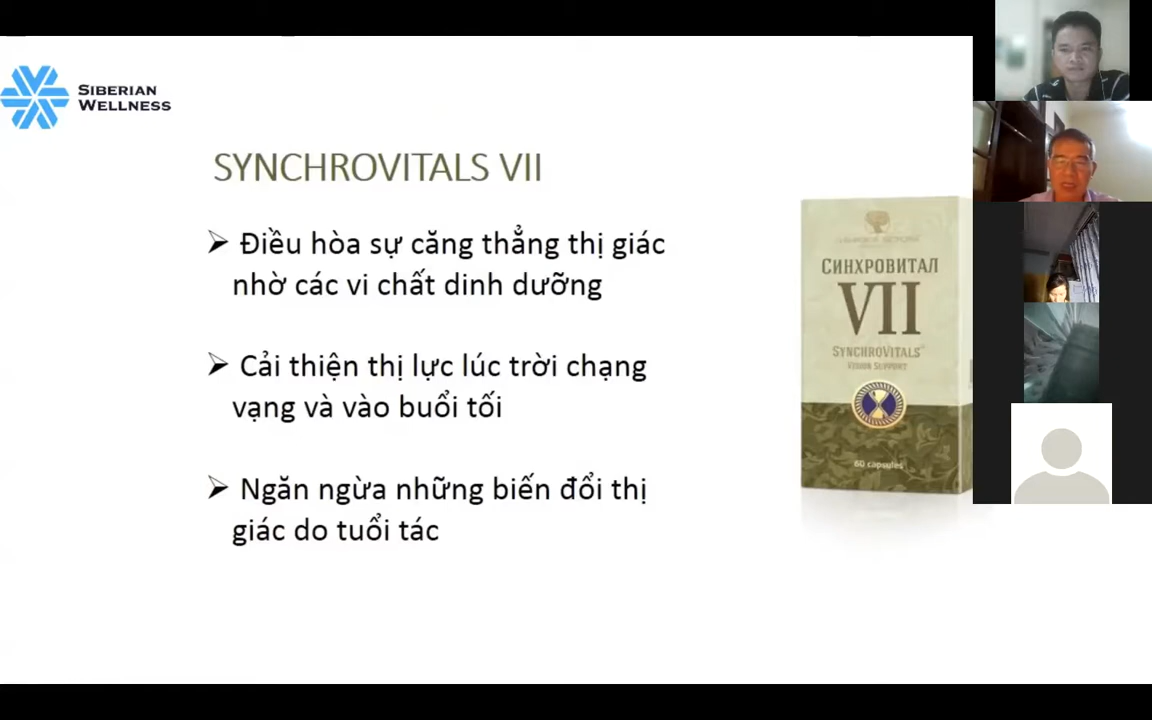 SIBERIAN
WELLNESS
SYNCHROVITALS VII
➢ Điều hòa sự căng thẳng thị giác
nhờ các vi chất dinh dưỡng
➢ Cải thiện thị lực lúc trời chạng
vạng và vào buổi tối
➢ Ngăn ngừa những biến đổi thị
giác do tuổi tác
СИНХРОВИТАЛ
VII
SYNCHROVITALS
VISION SUPPORT
60 capsules